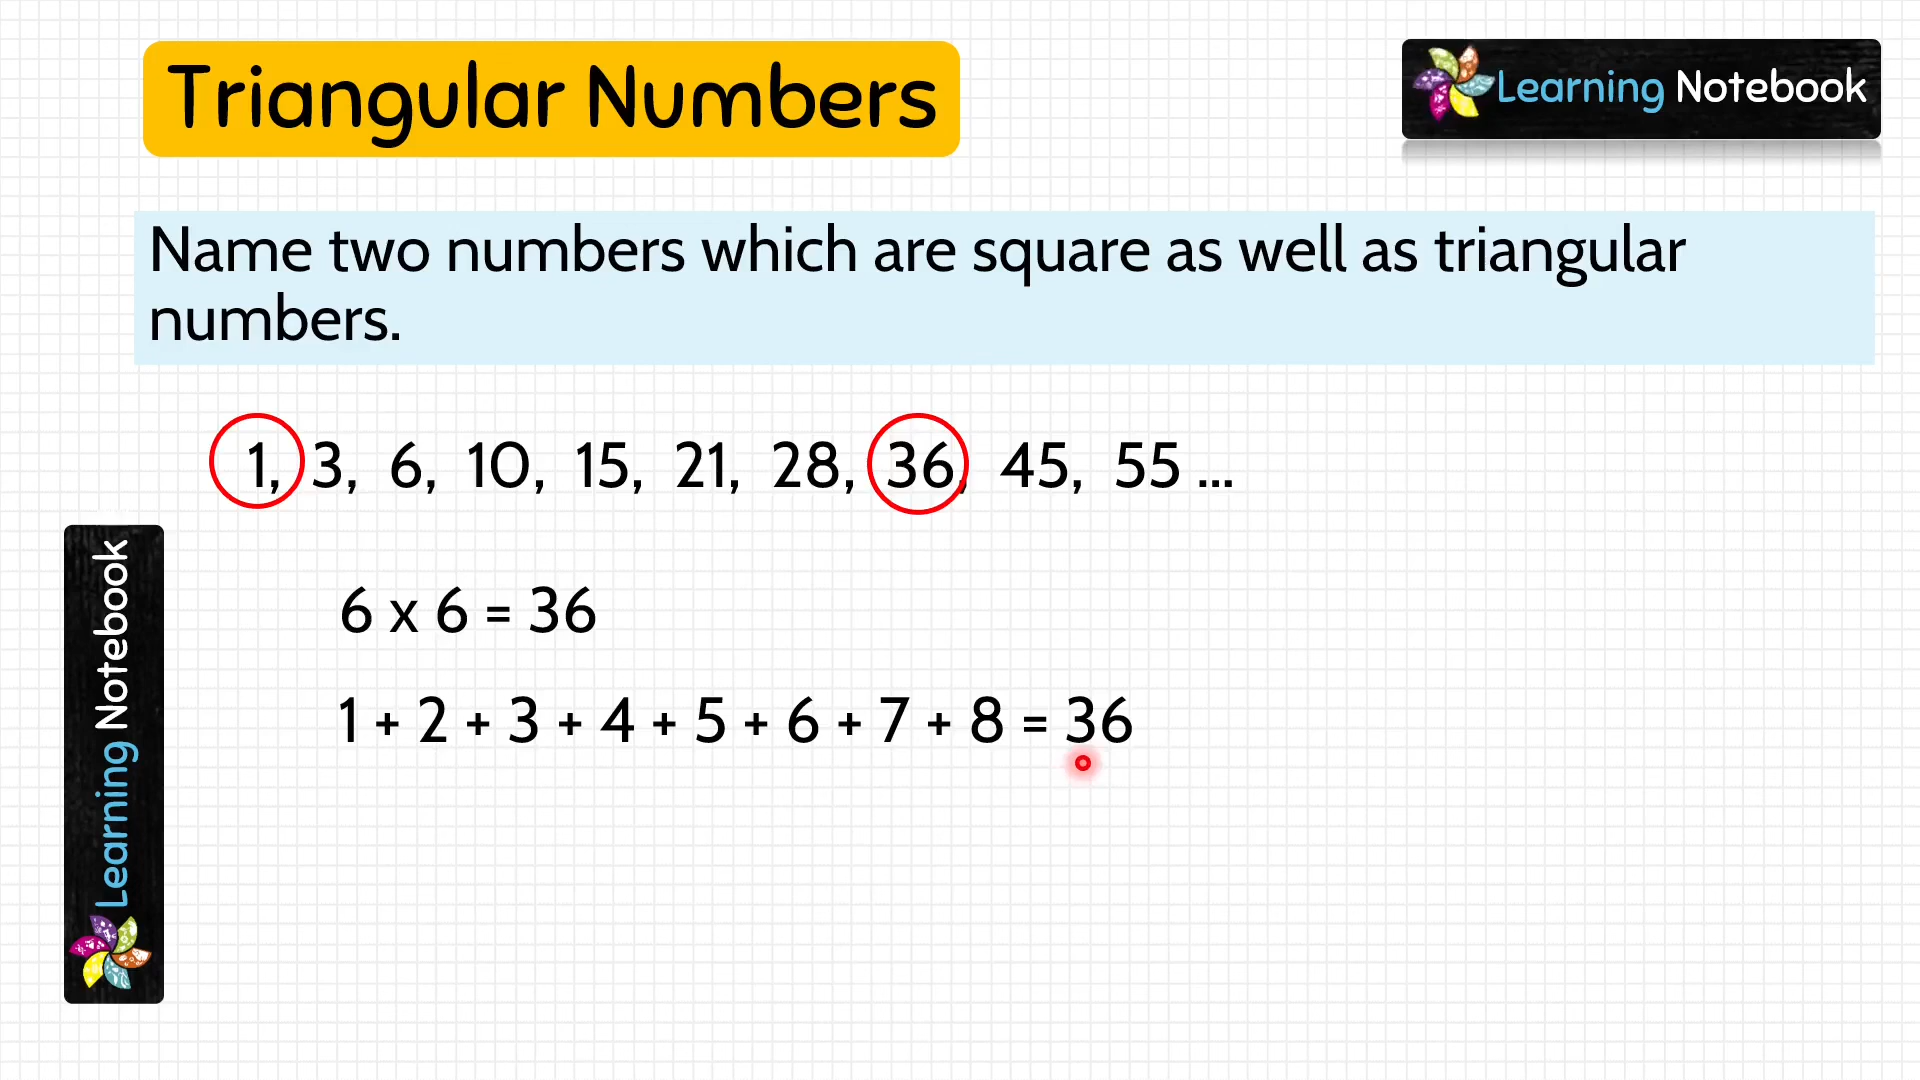 Triangular Numbers
Learning Notebook
Name two numbers which are square as well as triangular
numbers.
1, 3, 6, 10, 15, 21, 28, 36, 45, 55 ...
6 x 6 = 36
1 + 2 + 3 + 4 + 5 + 6 + 7 + 8 = 36
Learning Notebook